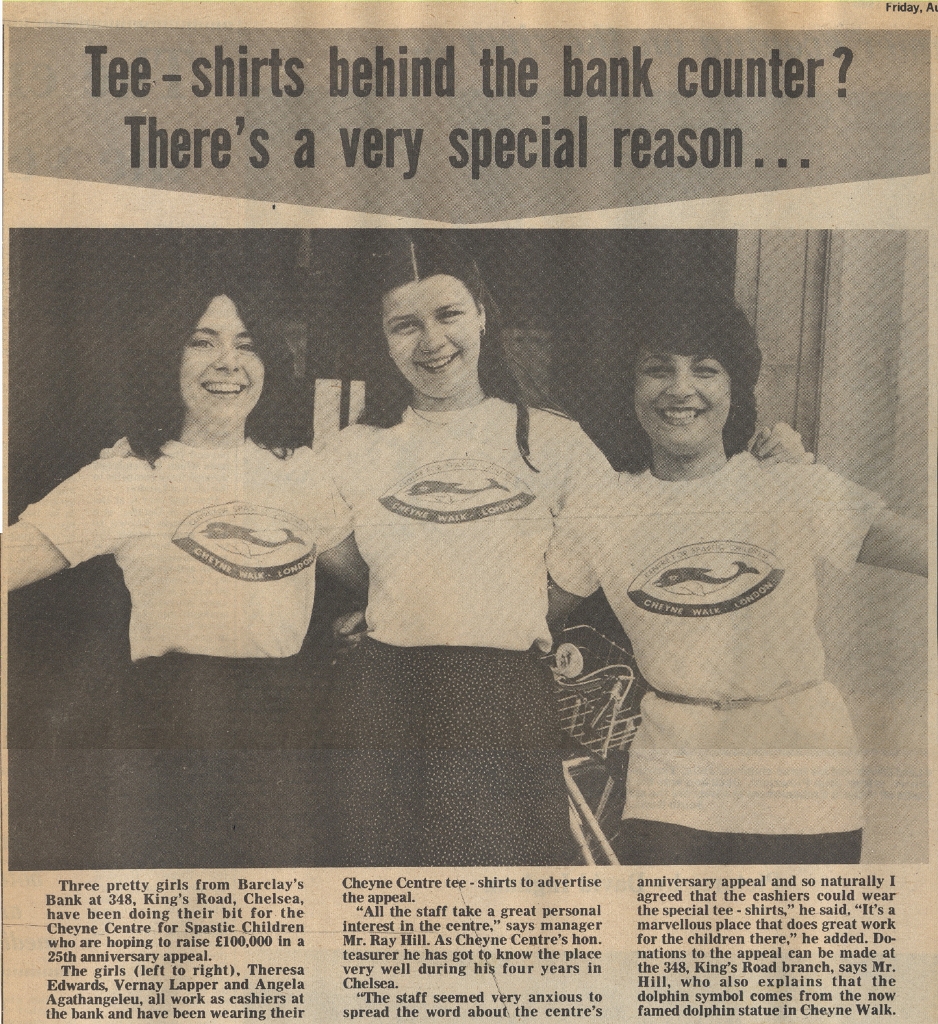 Friday, Au
Tee-shirts behind the bank counter?
There's a very special reason...
CHEYNE WALK - LONDON
CHEYNE WALK - LONDON
CENTRE FOR SPASTIC CHILDREN
CHEYNE WALK - LONDON
Three pretty girls from Barclay's
Bank at 348, King's Road, Chelsea,
have been doing their bit for the
Cheyne Centre for Spastic Children
who are hoping to raise £100,000 in a
25th anniversary appeal.
The girls (left to right), Theresa
Edwards, Vernay Lapper and Angela
Agathangeleu, all work as cashiers at
the bank and have been wearing their
Cheyne Centre tee - shirts to advertise
the appeal.
"All the staff take a great personal
interest in the centre," says manager
Mr. Ray Hill. As Cheyne Centre's hon.
teasurer he has got to know the place
very well during his four years in
Chelsea.
"The staff seemed very anxious to
spread the word about the centre's
anniversary appeal and so naturally I
agreed that the cashiers could wear
the special tee - shirts," he said, "It's a
marvellous place that does great work
for the children there," he added. Do-
nations to the appeal can be made at
the 348, King's Road branch, says Mr.
Hill, who also explains that the
dolphin symbol comes from the now
famed dolphin statue in Cheyne Walk.